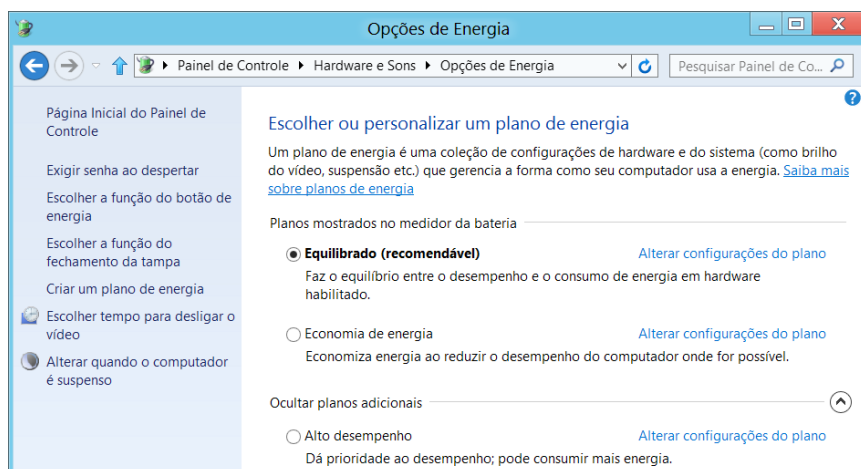 Opções de Energia
Painel de Controle Hardware e Sons Opções de Energia
Pesquisar Painel de Co...
Página Inicial do Painel de
Controle
Exigir senha ao despertar
Escolher a função do botão de
energia
Escolher a função do
fechamento da tampa
Criar um plano de energia
Escolher tempo para desligar o
vídeo
Alterar quando o computador
é suspenso
Escolher ou personalizar um plano de energia
Um plano de energia é uma coleção de configurações de hardware e do sistema (como brilho
do vídeo, suspensão etc.) que gerencia a forma como seu computador usa a energia. Saiba mais
sobre planos de energia
Planos mostrados no medidor da bateria
Equilibrado (recomendável) Alterar configurações do plano
Faz o equilíbrio entre o desempenho e o consumo de energia em hardware
habilitado.
Economia de energia Alterar configurações do plano
Economiza energia ao reduzir o desempenho do computador onde for possível.
Ocultar planos adicionais
Alto desempenho Alterar configurações do plano
Dá prioridade ao desempenho; pode consumir mais energia.